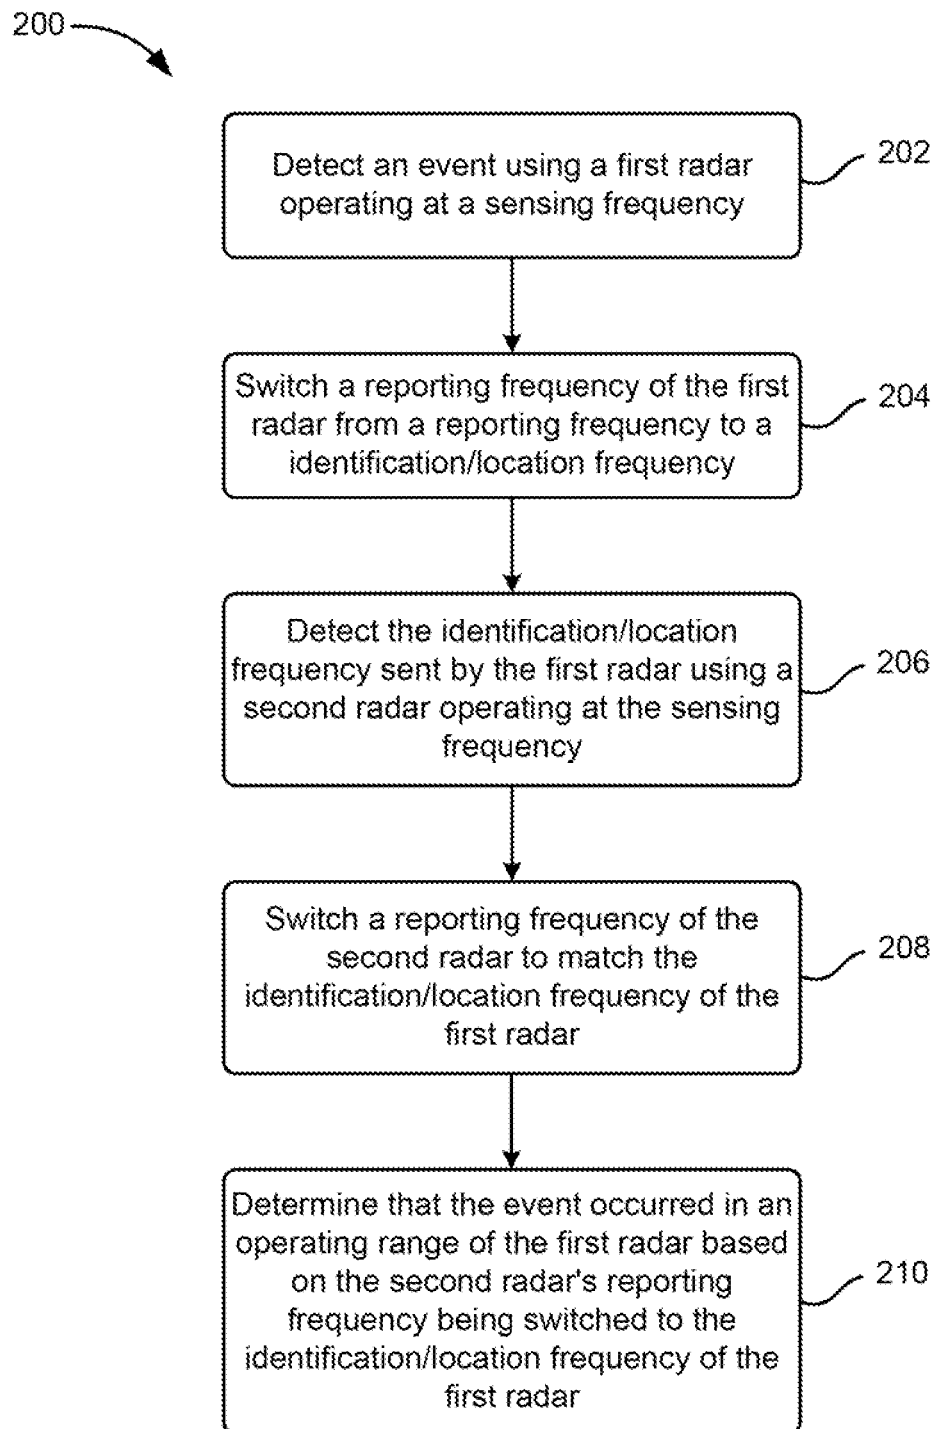 200
Detect an event using a first radar
operating at a sensing frequency
202
Switch a reporting frequency of the first
radar from a reporting frequency to a
identification/location frequency
204
Detect the identification/location
frequency sent by the first radar using a
second radar operating at the sensing
frequency
206
Switch a reporting frequency of the
second radar to match the
identification/location frequency of the
first radar
208
Determine that the event occurred in an
operating range of the first radar based
on the second radar's reporting
frequency being switched to the
identification/location frequency of the
first radar
210